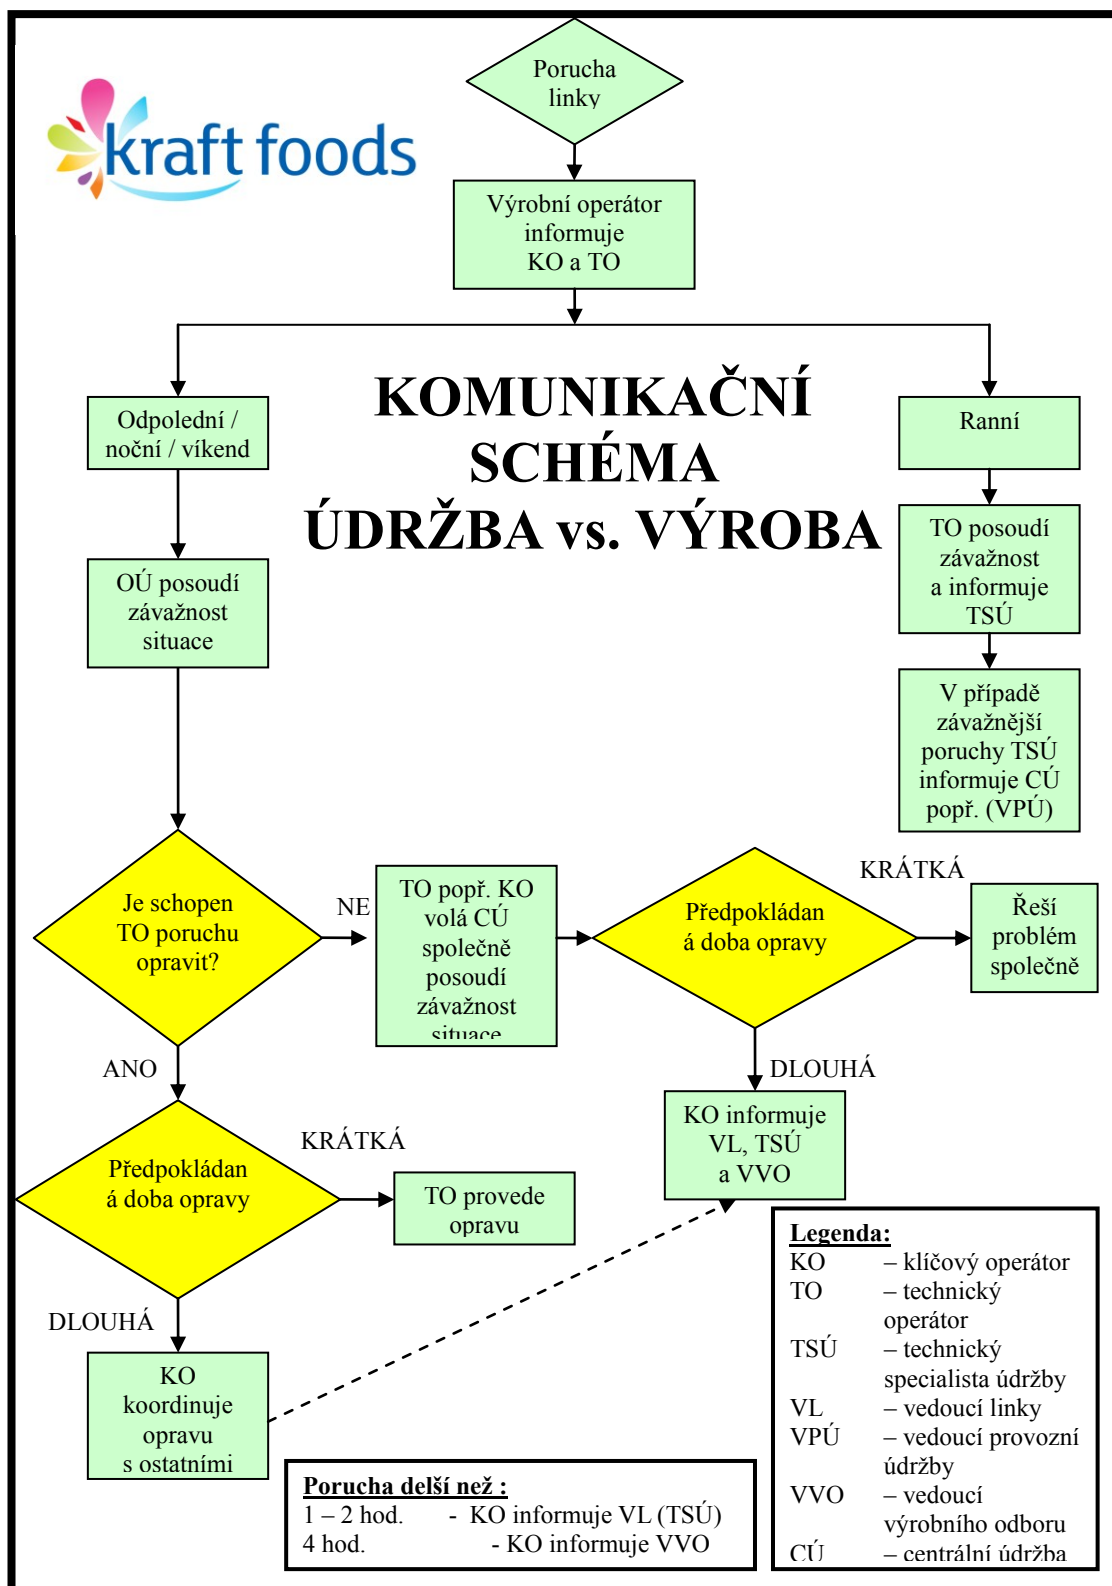 Porucha
linky
kraft foods
Výrobní operátor
informuje
KO a TO
KOMUNIKAČNÍ
SCHÉMA
ÚDRŽBA vs. VÝROBA
Odpolední /
noční / víkend
Ranní
OÚ posoudí
závažnost
situace
TO posoudí
závažnost
a informuje
TSÚ
V případě
závažnější
poruchy TSÚ
informuje CÚ
popř. (VPÚ)
Je schopen
TO poruchu
opravit?
NE
TO popř. KO
volá CÚ
společně
posoudí
závažnost
situace
Předpokládan
á doba opravy
KRÁTKÁ
Řeší
problém
společně
ANO
DLOUHÁ
KO informuje
VL, TSÚ
a VVO
Předpokládan
á doba opravy
KRÁTKÁ
TO provede
opravu
DLOUHÁ
KO
koordinuje
opravu
s ostatními
Porucha delší než :
1 – 2 hod. - KO informuje VL (TSÚ)
4 hod. - KO informuje VVO
Legenda:
KO – klíčový operátor
TO – technický
operátor
TSÚ – technický
specialista údržby
VL – vedoucí linky
VPÚ – vedoucí provozní
údržby
VVO – vedoucí
výrobního odboru
CÚ – centrální údržba